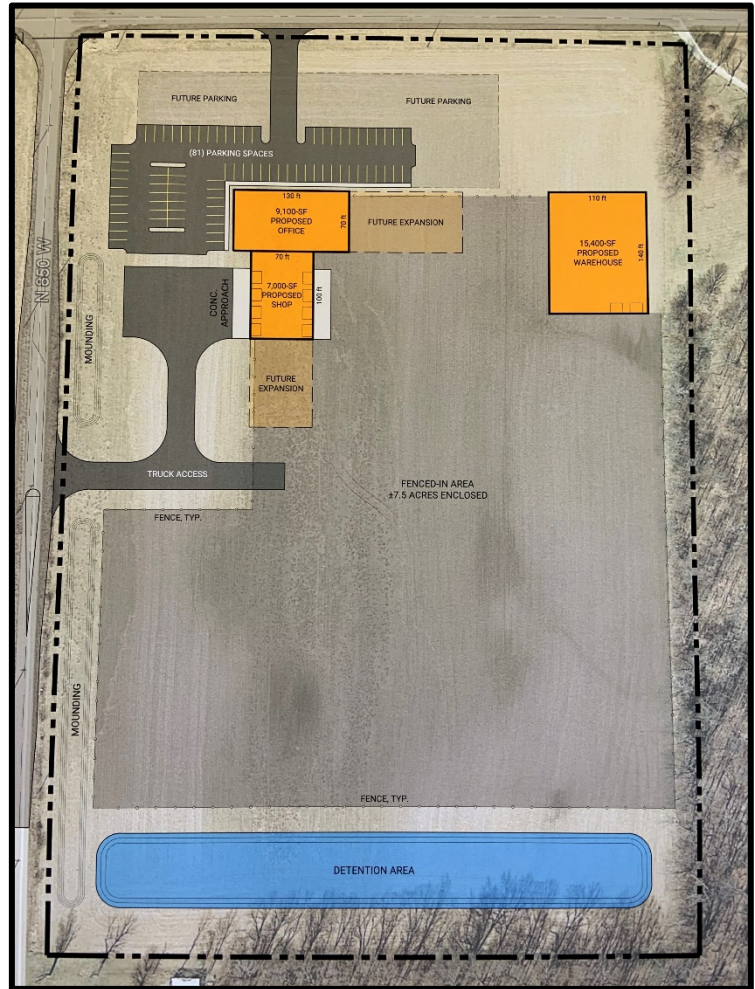 FUTURE PARKING
FUTURE PARKING
(81) PARKING SPACES
130 ft
9,100-SF
PROPOSED
OFFICE
70 ft
FUTURE EXPANSION
110 ft
15,400-SF
PROPOSED
WAREHOUSE
140 ft
N 850 W
70 ft
7,000-SF
PROPOSED
SHOP
100 ft
CONC.
APPROACH
MOUNDING
FUTURE
EXPANSION
TRUCK ACCESS
FENCED-IN AREA
±7.5 ACRES ENCLOSED
FENCE, TYP.
MOUNDING
FENCE, TYP.
DETENTION AREA